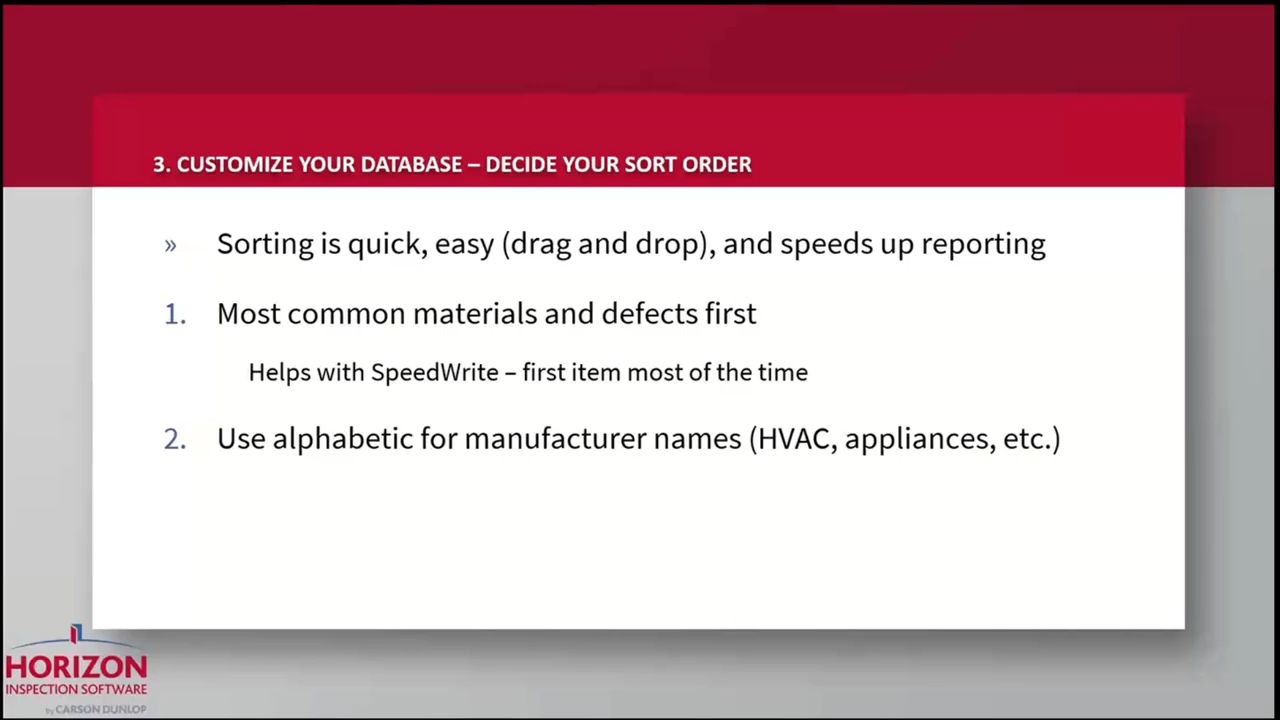 3. CUSTOMIZE YOUR DATABASE – DECIDE YOUR SORT ORDER
» Sorting is quick, easy (drag and drop), and speeds up reporting
1. Most common materials and defects first
Helps with SpeedWrite – first item most of the time
2. Use alphabetic for manufacturer names (HVAC, appliances, etc.)
HORIZON
INSPECTION SOFTWARE
by CARSON DUNLOP